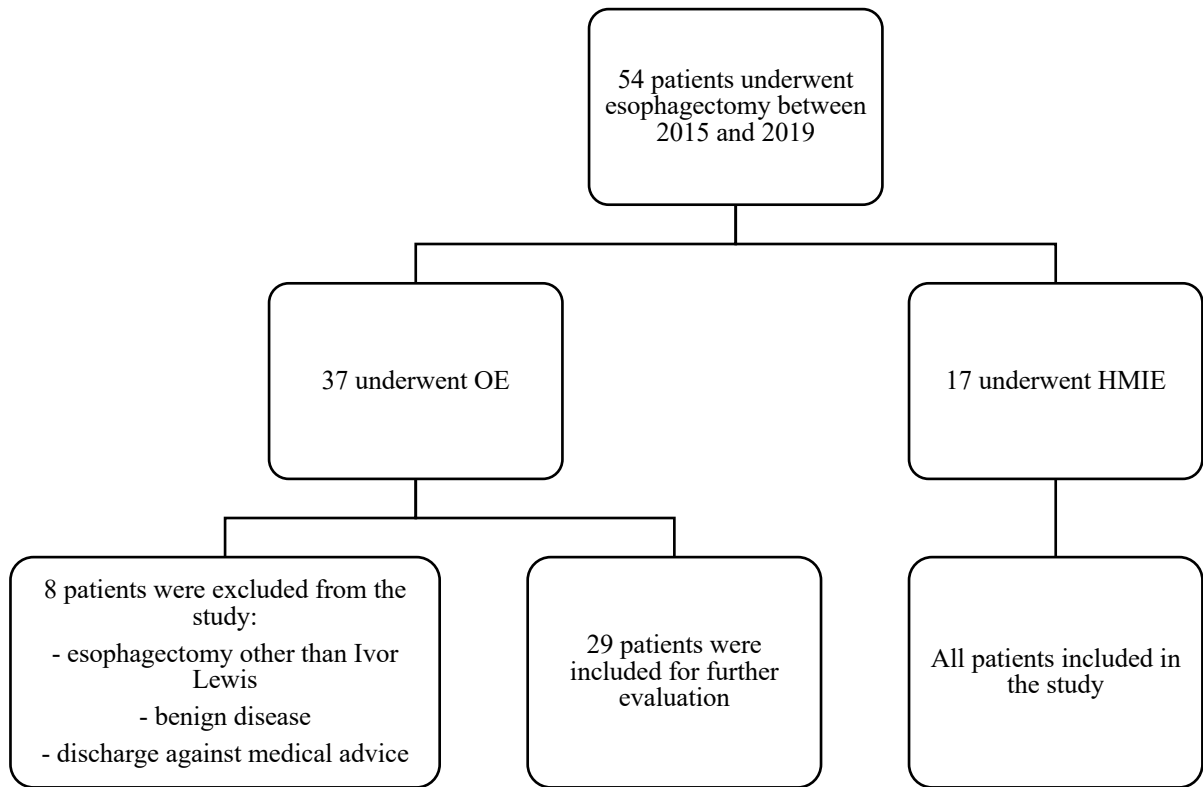 54 patients underwent
esophagectomy between
2015 and 2019
37 underwent OE
17 underwent HMIE
8 patients were excluded from the
study:
- esophagectomy other than Ivor
Lewis
- benign disease
- discharge against medical advice
29 patients were
included for further
evaluation
All patients included in
the study